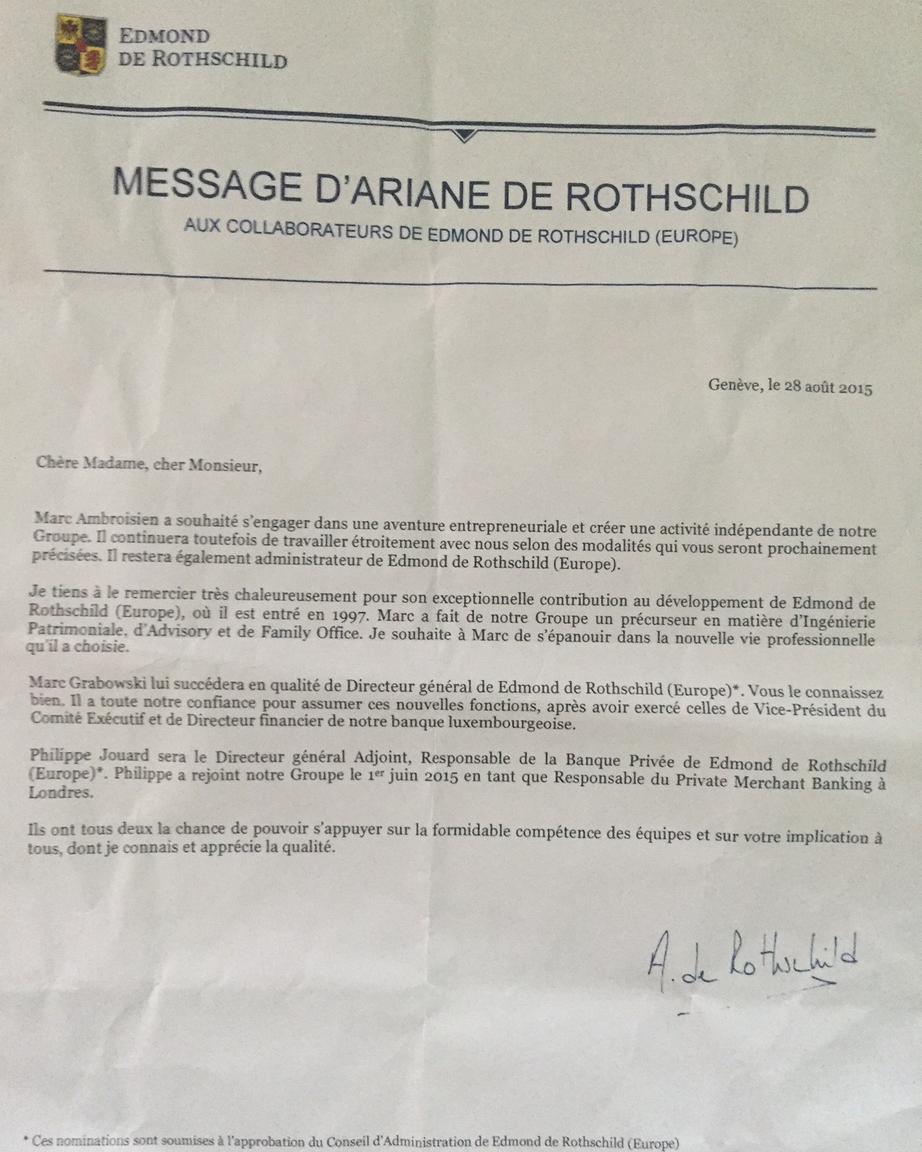 EDMOND
DE ROTHSCHILD
MESSAGE D'ARIANE DE ROTHSCHILD
AUX COLLABORATEURS DE EDMOND DE ROTHSCHILD (EUROPE)
Genève, le 28 août 2015
Chère Madame, cher Monsieur,
Marc Ambroisien a souhaité s'engager dans une aventure entrepreneuriale et créer une activité indépendante de notre
Groupe. Il continuera toutefois de travailler étroitement avec nous selon des modalités qui vous seront prochainement
précisées. Il restera également administrateur de Edmond de Rothschild (Europe).
Je tiens à le remercier très chaleureusement pour son exceptionnelle contribution au développement de Edmond de
Rothschild (Europe), où il est entré en 1997. Marc a fait de notre Groupe un précurseur en matière d'Ingénierie
Patrimoniale, d'Advisory et de Family Office. Je souhaite à Marc de s'épanouir dans la nouvelle vie professionnelle
qu'il a choisie.
Marc Grabowski lui succédera en qualité de Directeur général de Edmond de Rothschild (Europe)*. Vous le connaissez
bien. Il a toute notre confiance pour assumer ces nouvelles fonctions, après avoir exercé celles de Vice-Président du
Comité Exécutif et de Directeur financier de notre banque luxembourgeoise.
Philippe Jouard sera le Directeur général Adjoint, Responsable de la Banque Privée de Edmond de Rothschild
(Europe)*. Philippe a rejoint notre Groupe le 1er juin 2015 en tant que Responsable du Private Merchant Banking à
Londres.
Ils ont tous deux la chance de pouvoir s'appuyer sur la formidable compétence des équipes et sur votre implication à
tous, dont je connais et apprécie la qualité.
A. de Rothschild
* Ces nominations sont soumises à l'approbation du Conseil d'Administration de Edmond de Rothschild (Europe)